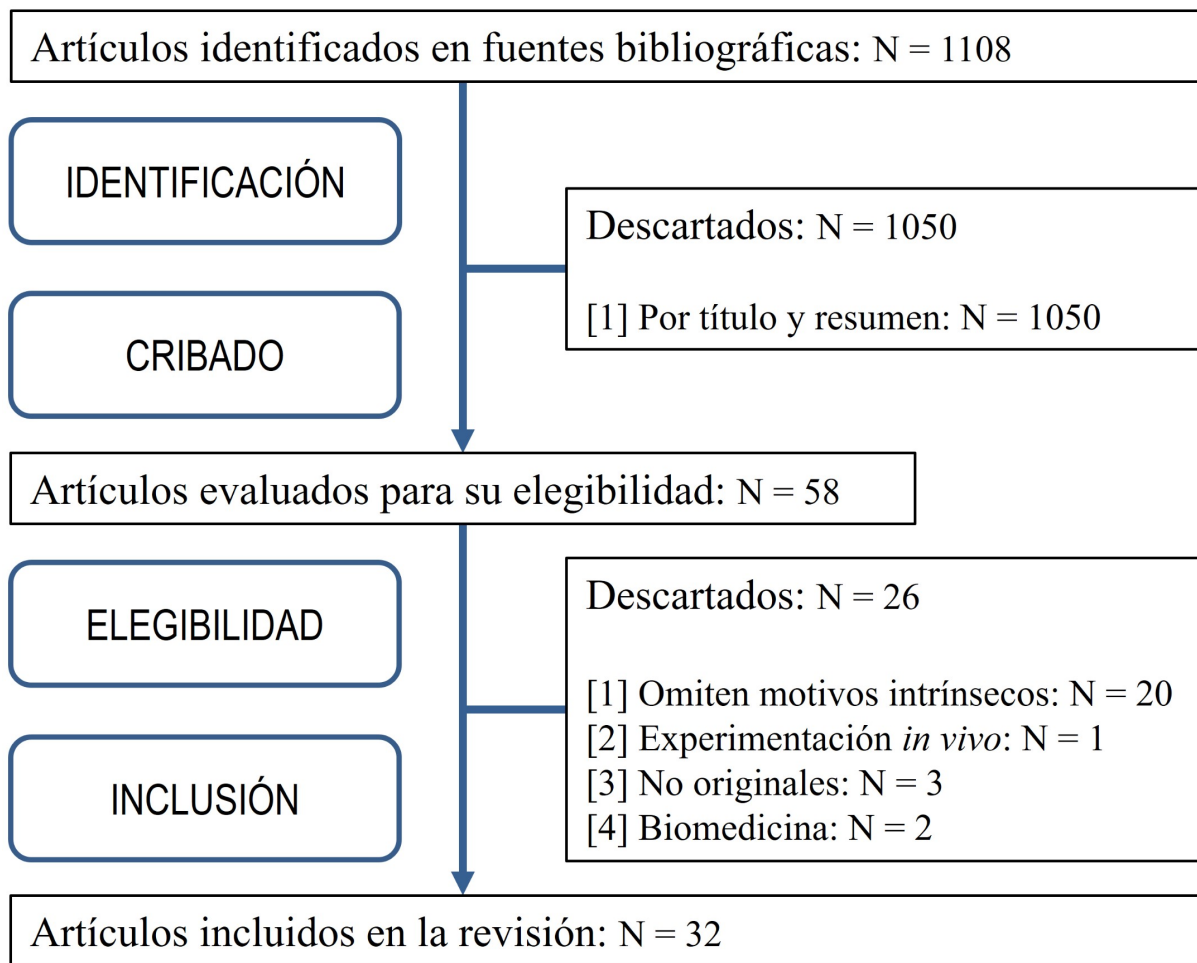 Artículos identificados en fuentes bibliográficas: N = 1108
IDENTIFICACIÓN
Descartados: N = 1050
[1] Por título y resumen: N = 1050
CRIBADO
Artículos evaluados para su elegibilidad: N = 58
ELEGIBILIDAD
Descartados: N = 26
[1] Omiten motivos intrínsecos: N = 20
[2] Experimentación in vivo: N = 1
[3] No originales: N = 3
[4] Biomedicina: N = 2
INCLUSIÓN
Artículos incluidos en la revisión: N = 32